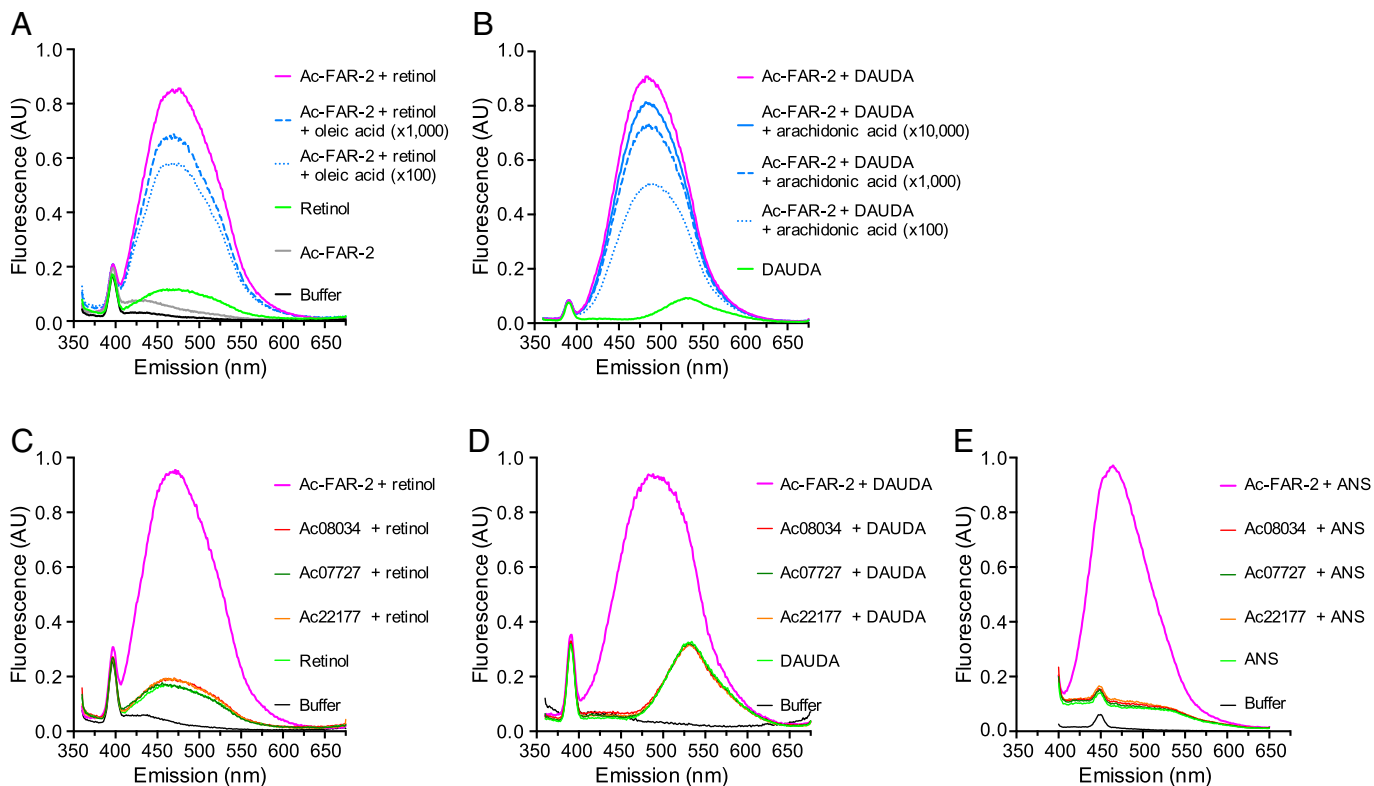 A
Fluorescence (AU)
1.0
0.8
0.6
0.4
0.2
0.0
350 400 450 500 550 600 650
Emission (nm)
Ac-FAR-2 + retinol
Ac-FAR-2 + retinol
+ oleic acid (x1,000)
Ac-FAR-2 + retinol
+ oleic acid (x100)
Retinol
Ac-FAR-2
Buffer
B
Fluorescence (AU)
1.0
0.8
0.6
0.4
0.2
0.0
350 400 450 500 550 600 650
Emission (nm)
Ac-FAR-2 + DAUDA
Ac-FAR-2 + DAUDA
+ arachidonic acid (x10,000)
Ac-FAR-2 + DAUDA
+ arachidonic acid (x1,000)
Ac-FAR-2 + DAUDA
+ arachidonic acid (x100)
DAUDA
C
Fluorescence (AU)
1.0
0.8
0.6
0.4
0.2
0.0
350 400 450 500 550 600 650
Emission (nm)
Ac-FAR-2 + retinol
Ac08034 + retinol
Ac07727 + retinol
Ac22177 + retinol
Retinol
Buffer
D
Fluorescence (AU)
1.0
0.8
0.6
0.4
0.2
0.0
350 400 450 500 550 600 650
Emission (nm)
Ac-FAR-2 + DAUDA
Ac08034 + DAUDA
Ac07727 + DAUDA
Ac22177 + DAUDA
DAUDA
Buffer
E
Fluorescence (AU)
1.0
0.8
0.6
0.4
0.2
0.0
350 400 450 500 550 600 650
Emission (nm)
Ac-FAR-2 + ANS
Ac08034 + ANS
Ac07727 + ANS
Ac22177 + ANS
ANS
Buffer